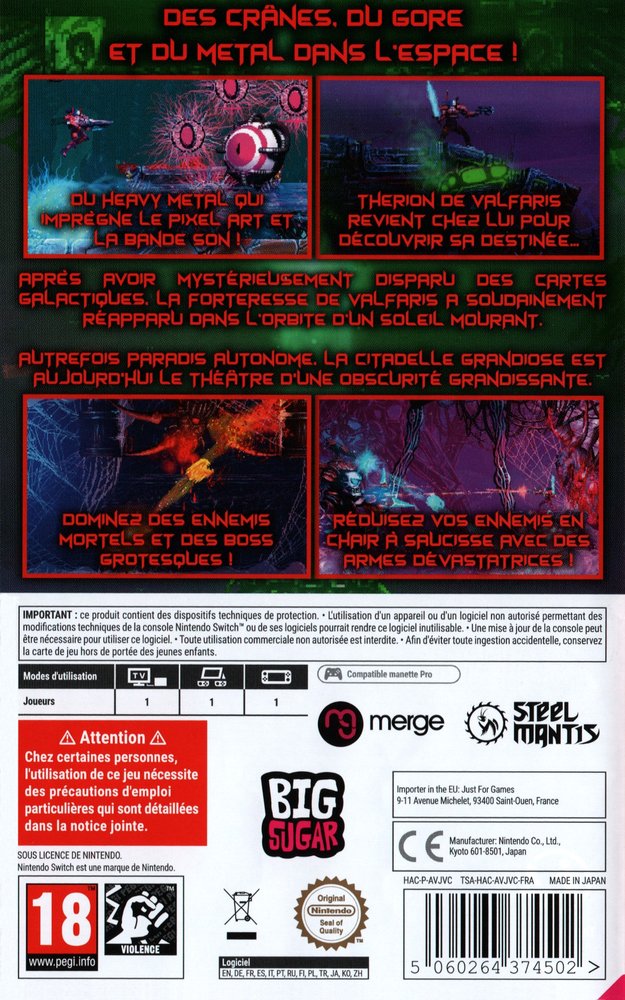 DES CRÂNES, DU GORE
ET DU METAL DANS L'ESPACE !
DU HEAVY METAL QUI
IMPRÈGNE LE PIXEL ART ET
LA BANDE SON !
THERION DE VALFARIS
REVIENT CHEZ LUI POUR
DÉCOUVRIR SA DESTINÉE...
APRÈS AVOIR MYSTÉRIEUSEMENT DISPARU DES CARTES
GALACTIQUES, LA FORTERESSE DE VALFARIS A SOUDAINEMENT
RÉAPPARU DANS L'ORBITE D'UN SOLEIL MOURANT.
AUTREFOIS PARADIS AUTONOME, LA CITADELLE GRANDIOSE EST
AUJOURD'HUI LE THÉÂTRE D'UNE OBSCURITÉ GRANDISSANTE.
DOMINEZ DES ENNEMIS
MORTELS ET DES BOSS
GROTESQUES !
RÉDUISEZ VOS ENNEMIS EN
CHAIR À SAUCISSE AVEC DES
ARMES DÉVASTATRICES !
IMPORTANT : ce produit contient des dispositifs techniques de protection. • L'utilisation d'un appareil ou d'un logiciel non autorisé permettant des
modifications techniques de la console Nintendo Switch™ ou de ses logiciels pourrait rendre ce logiciel inutilisable. • Une mise à jour de la console peut
être nécessaire pour utiliser ce logiciel. • Toute utilisation commerciale non autorisée est interdite. • Afin d'éviter toute ingestion accidentelle, conservez
la carte de jeu hors de portée des jeunes enfants.
Modes d'utilisation
TV
Compatible manette Pro
Joueurs 1 1 1
merge
STEEL
MANTIS
Attention
Chez certaines personnes,
l'utilisation de ce jeu nécessite
des précautions d'emploi
particulières qui sont détaillées
dans la notice jointe.
BIG
SUGAR
Importer in the EU: Just For Games
9-11 Avenue Michelet, 93400 Saint-Ouen, France
CE
Manufacturer: Nintendo Co., Ltd.,
Kyoto 601-8501, Japan
SOUS LICENCE DE NINTENDO.
Nintendo Switch est une marque de Nintendo.
HAC-P-AVJVC TSA-HAC-AVJVC-FRA MADE IN JAPAN
18
www.pegi.info
VIOLENCE
Original
Nintendo
Seal of
Quality
Logiciel
EN, DE, FR, ES, IT, PT, RU, FI, PL, TR, JA, KO, ZH
5 060264 374502 >